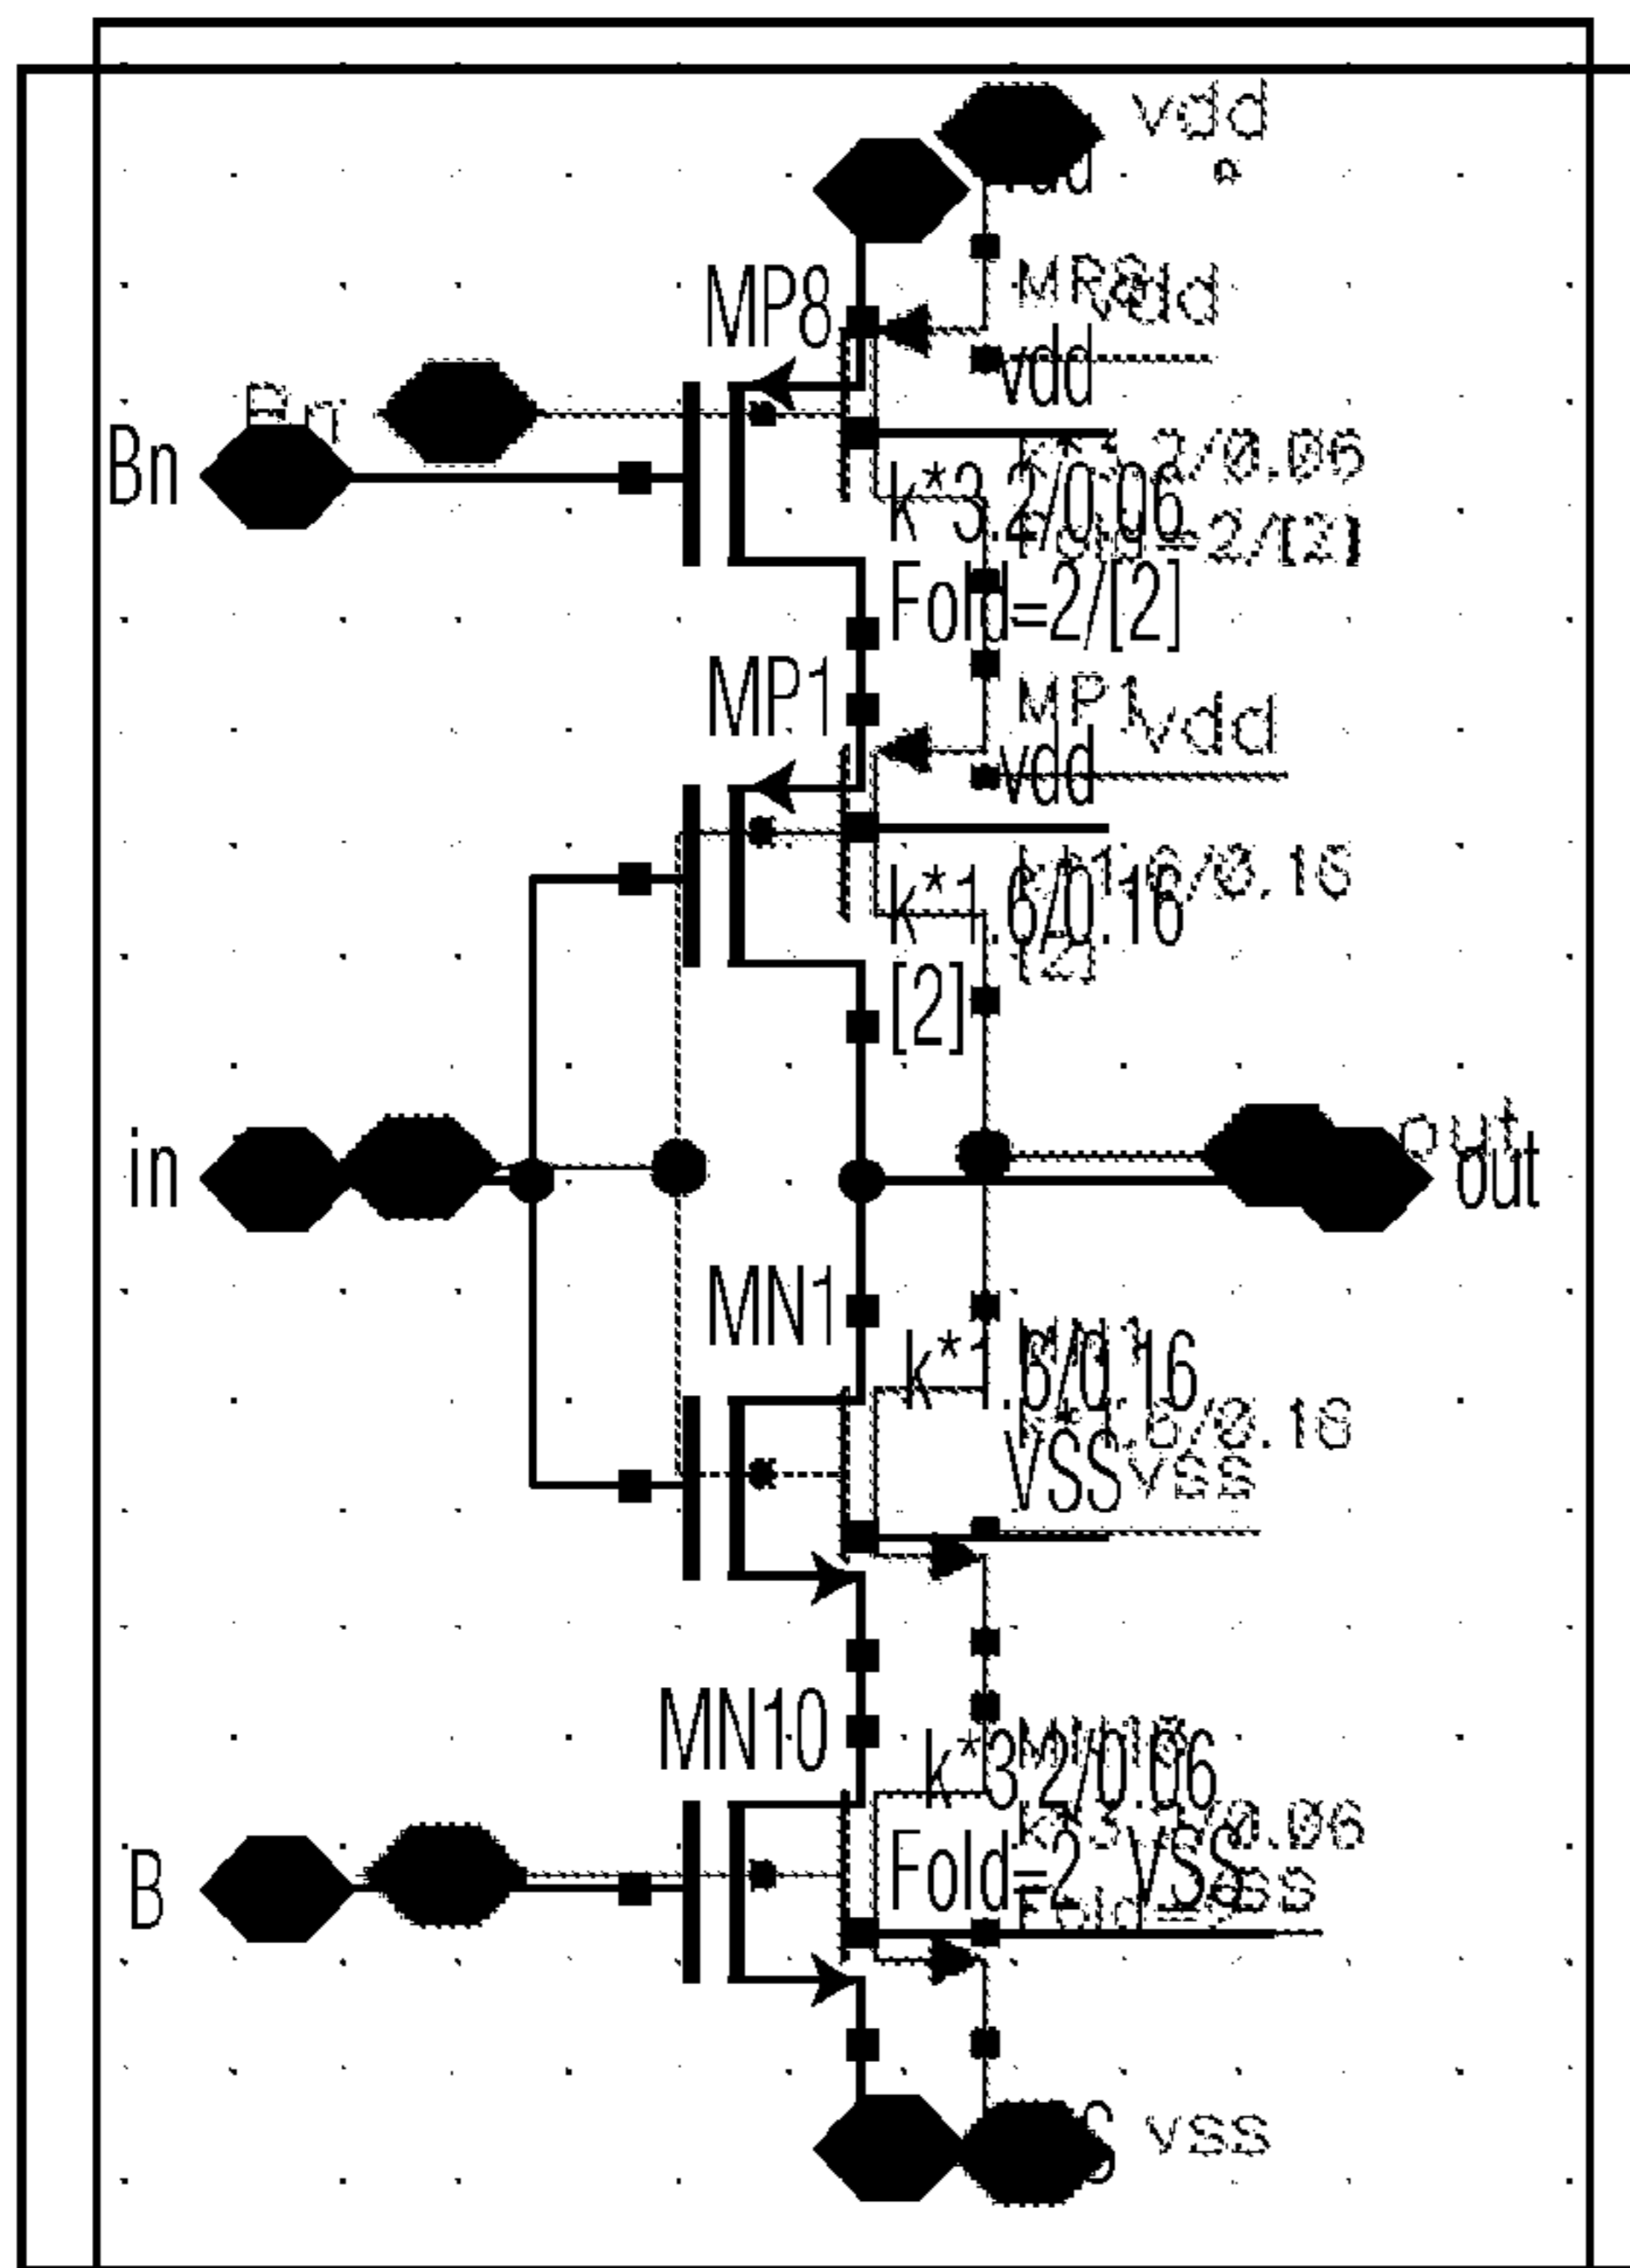 vdd
MP8
vdd
vdd
Bn
k*3.2/0.06
Fold=2/[2]
MP1
vdd
vdd
k*1.6/0.16
[2]
in
out
MN1
k*1.6/0.16
VSS
vss
MN10
k*3.2/0.06
B
Fold=2
VSS
vss